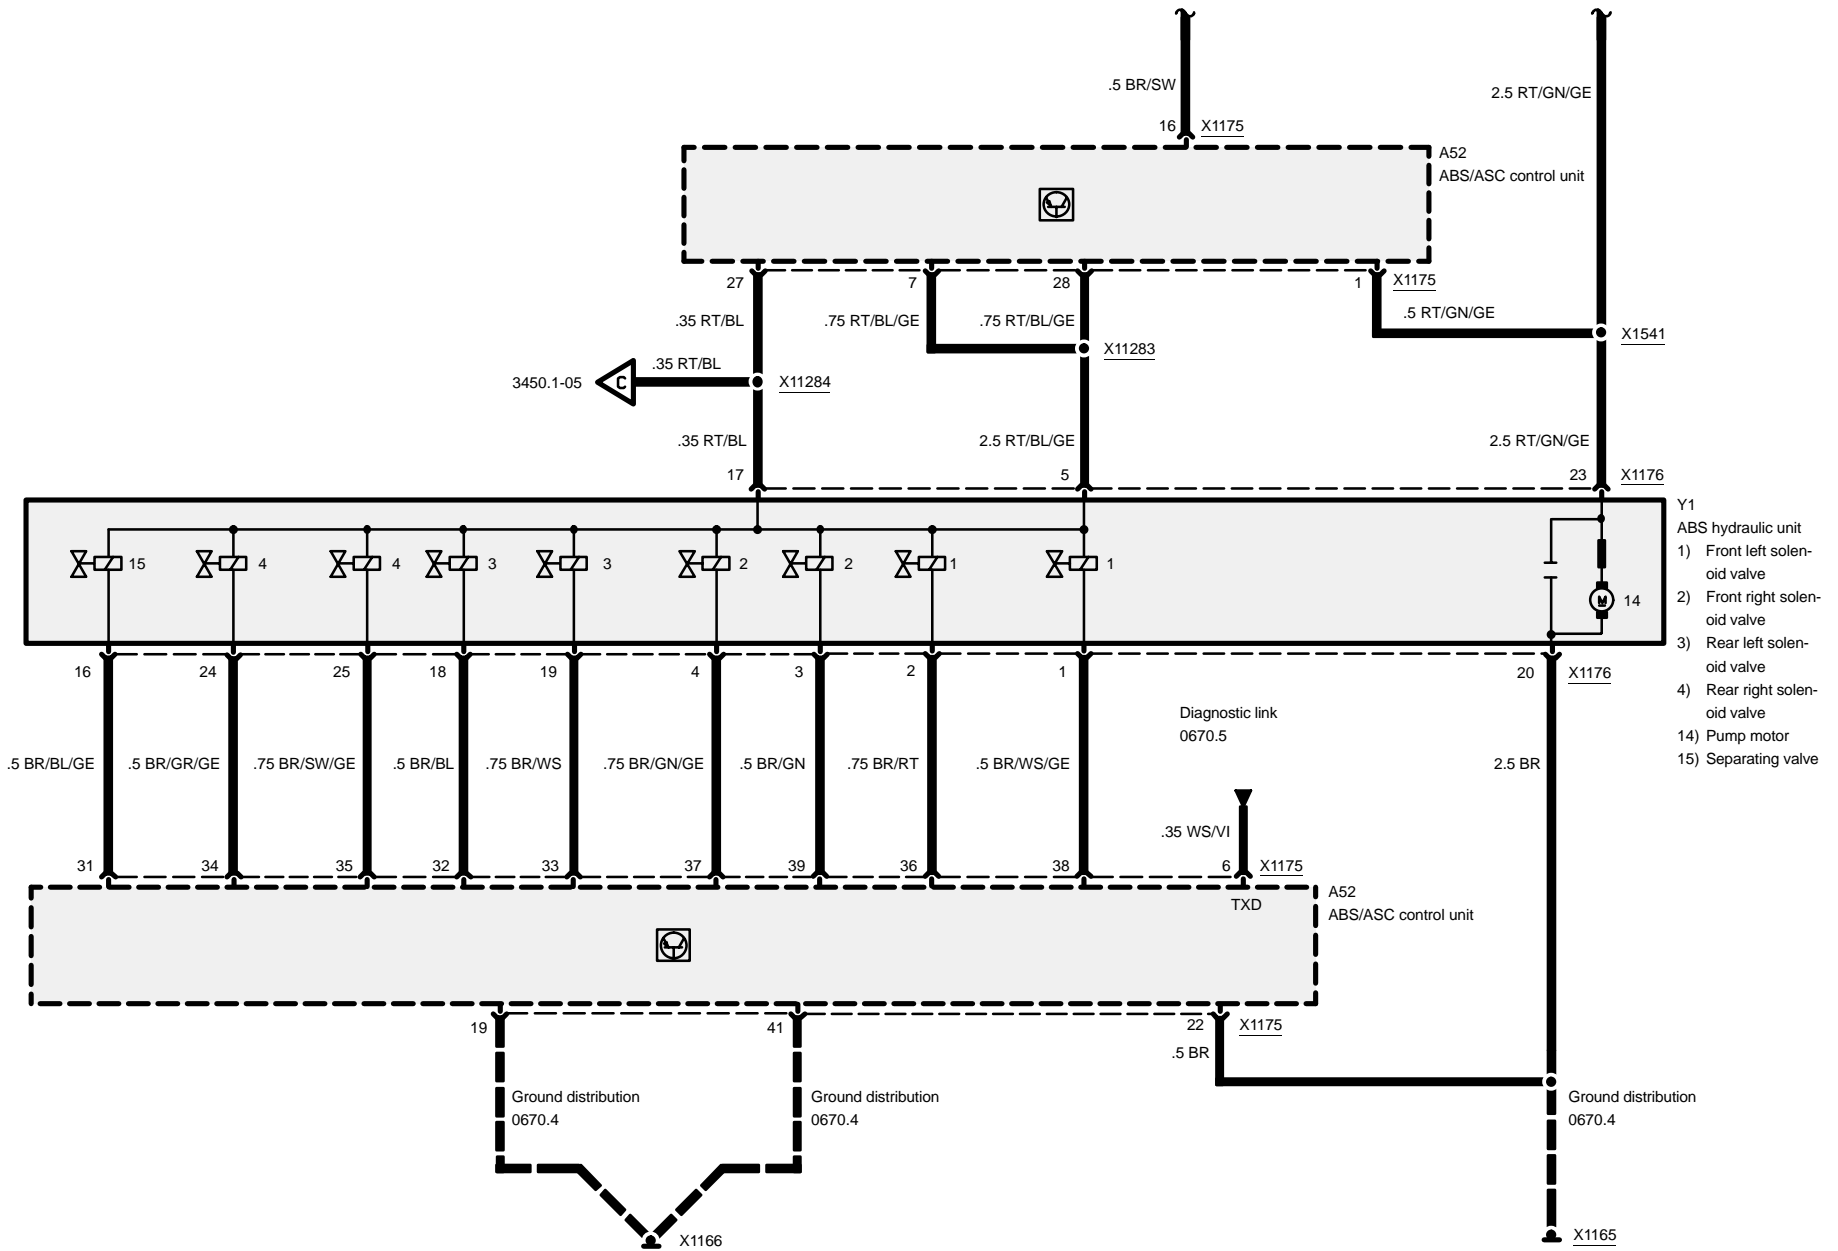 .5 BR/SW
2.5 RT/GN/GE
16 X1175
A52
ABS/ASC control unit
27 7 28 1 X1175
.35 RT/BL .75 RT/BL/GE .75 RT/BL/GE .5 RT/GN/GE
X1541
X11283
.35 RT/BL
3450.1-05 C X11284
.35 RT/BL 2.5 RT/BL/GE 2.5 RT/GN/GE
17 5 23 X1176
Y1
ABS hydraulic unit
1) Front left solen-
oid valve
2) Front right solen-
oid valve
3) Rear left solen-
oid valve
4) Rear right solen-
oid valve
14) Pump motor
15) Separating valve
15 4 4 3 3 2 2 1 1
M 14
16 24 25 18 19 4 3 2 1 20 X1176
Diagnostic link
0670.5
.5 BR/BL/GE .5 BR/GR/GE .75 BR/SW/GE .5 BR/BL .75 BR/WS .75 BR/GN/GE .5 BR/GN .75 BR/RT .5 BR/WS/GE 2.5 BR
.35 WS/VI
31 34 35 32 33 37 39 36 38 6 X1175
TXD
A52
ABS/ASC control unit
19 41 22 X1175
.5 BR
Ground distribution
0670.4
Ground distribution
0670.4
Ground distribution
0670.4
X1166
X1165